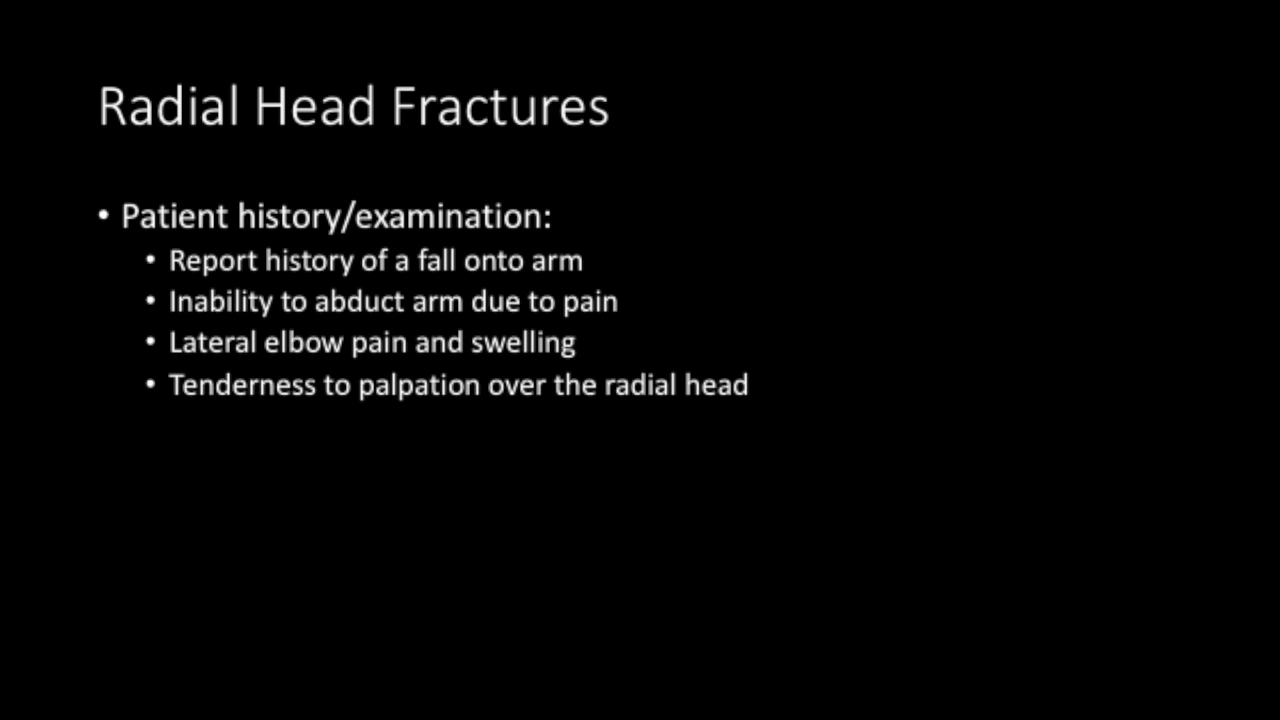 Radial Head Fractures
• Patient history/examination:
• Report history of a fall onto arm
• Inability to abduct arm due to pain
• Lateral elbow pain and swelling
• Tenderness to palpation over the radial head